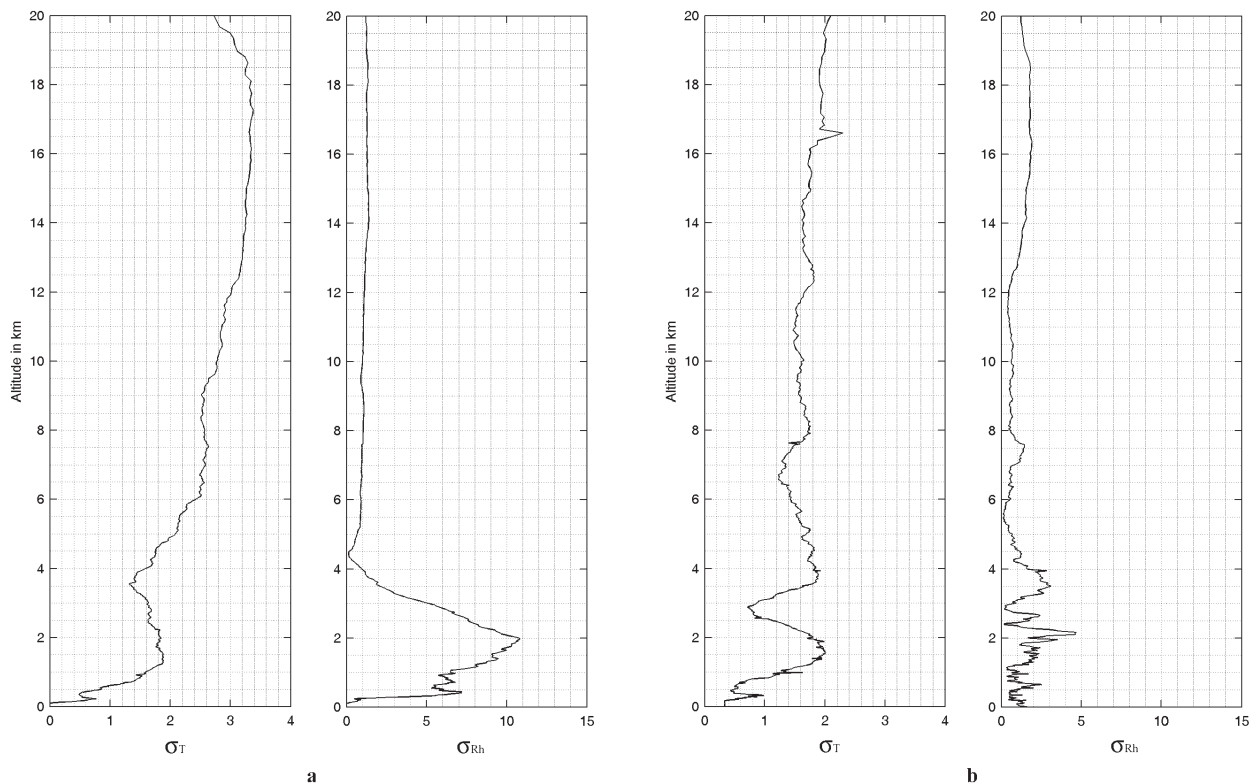 20 20 20 20
18 18 18 18
16 16 16 16
14 14 14 14
12 12 12 12
10 10 10 10
8 8 8 8
6 6 6 6
4 4 4 4
2 2 2 2
0 0 0 0
Altitude in km
Altitude in km
0 1 2 3 4
0 5 10 15
0 1 2 3 4
0 5 10 15
σT σRh σT σRh
a b